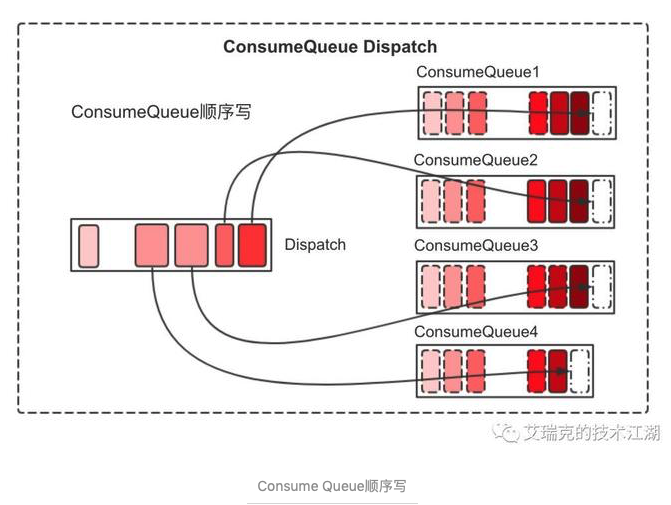 ConsumeQueue Dispatch
ConsumeQueue1
ConsumeQueue顺序写
ConsumeQueue2
Dispatch
ConsumeQueue3
ConsumeQueue4
艾瑞克的技术江湖
Consume Queue顺序写